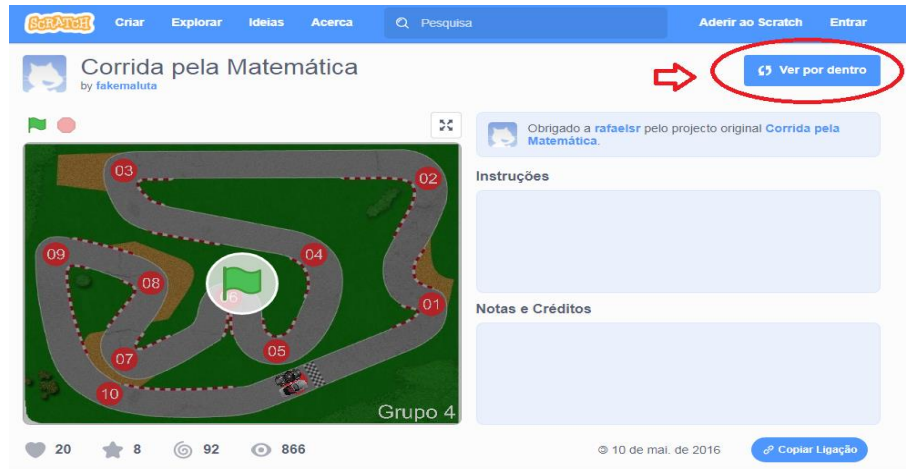 SCRATCH Criar Explorar Ideias Acerca Pesquisa Aderir ao Scratch Entrar
Corrida pela Matemática
by fakemaluta
Ver por dentro
Obrigado a rafaelsr pelo projecto original Corrida pela
Matemática.
Instruções
Notas e Créditos
03
02
09
04
08
06
01
05
07
10
Grupo 4
20 8 92 866
© 10 de mai. de 2016 Copiar Ligação